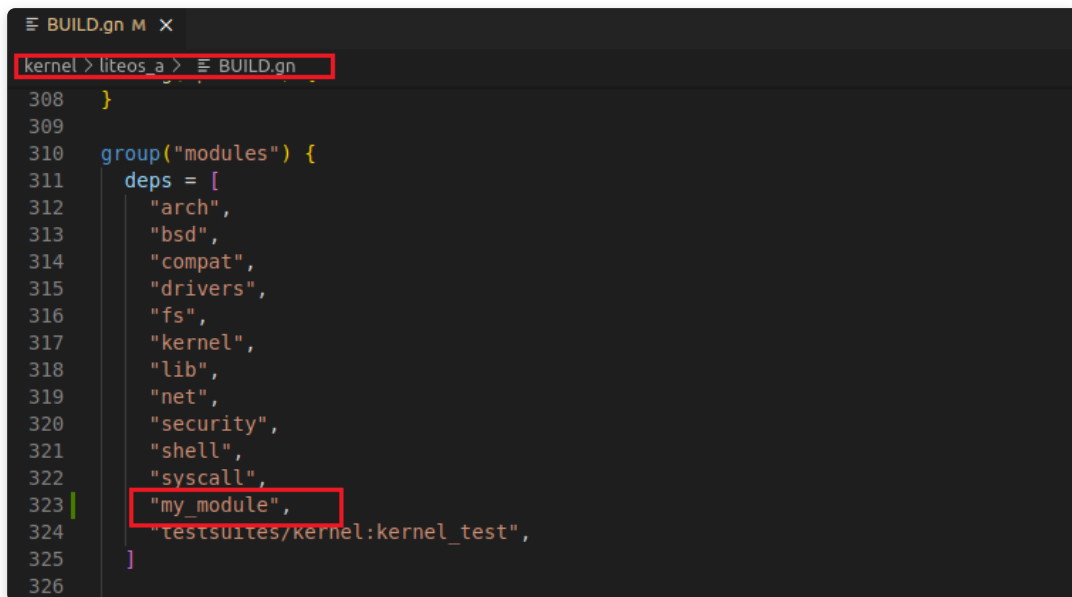 BUILD.gn M ×
kernel > liteos_a > BUILD.gn
308 }
309
310 group("modules") {
311 deps = [
312 "arch",
313 "bsd",
314 "compat",
315 "drivers",
316 "fs",
317 "kernel",
318 "lib",
319 "net",
320 "security",
321 "shell",
322 "syscall",
323 "my_module",
324 "testsuites/kernel:kernel_test",
325 ]
326